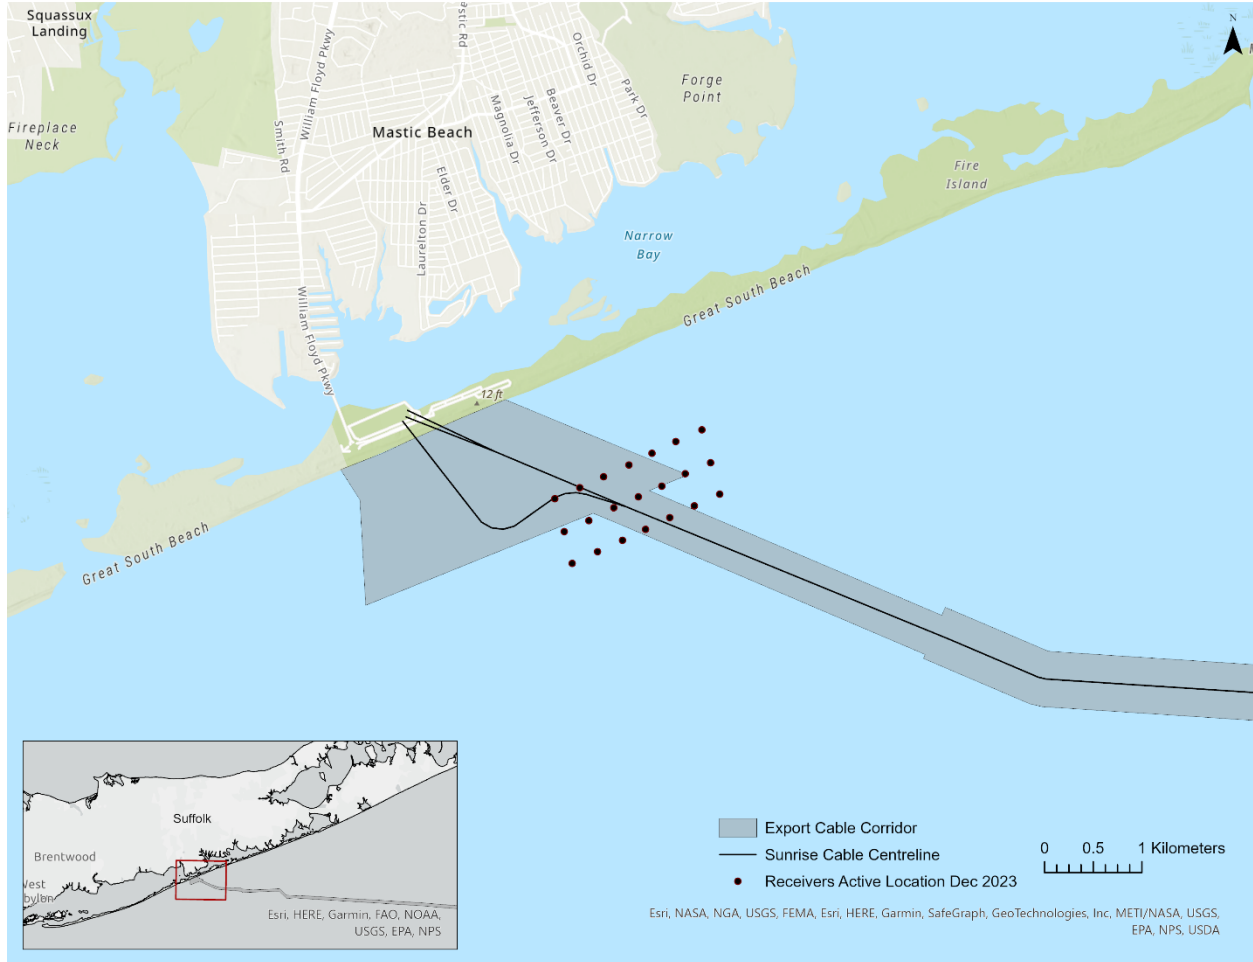 Squassux
Landing
Fireplace
Neck
William Floyd Pkwy
Smith Rd
Mastic Beach
Orchid Dr
Park Dr
Beaver Dr
Jefferson Dr
Magnolia Dr
Elder Dr
Laurelton Dr
Forge
Point
N
Fire
Island
Narrow
Bay
Great South Beach
William Floyd Pkwy
12 ft
Great South Beach
Suffolk
Brentwood
Esri, HERE, Garmin, FAO, NOAA,
USGS, EPA, NPS
Export Cable Corridor
Sunrise Cable Centreline
Receivers Active Location Dec 2023
0 0.5 1 Kilometers
Esri, NASA, NGA, USGS, FEMA, Esri, HERE, Garmin, SafeGraph, GeoTechnologies, Inc, METI/NASA, USGS,
EPA, NPS, USDA